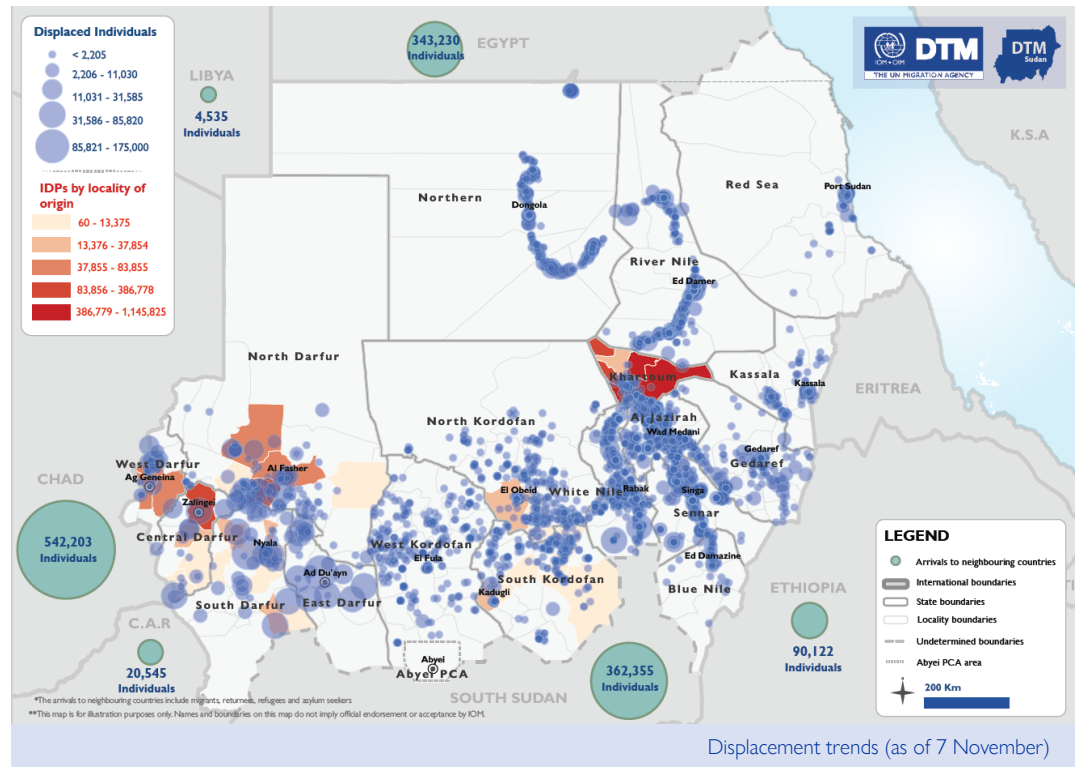 Displaced Individuals
< 2,205
2,206 - 11,030
11,031 - 31,585
31,586 - 85,820
85,821 - 175,000
IDPs by locality of
origin
60 - 13,375
13,376 - 37,854
37,855 - 83,855
83,856 - 386,778
386,779 - 1,145,825
LIBYA
4,535
Individuals
343,230
Individuals
EGYPT
IOM • OIM
DTM
THE UN MIGRATION AGENCY
DTM
Sudan
K.S.A
Northern
Dongola
Red Sea
Port Sudan
River Nile
Ed Damer
North Darfur
Khartoum
Kassala
Kassala
ERITREA
North Kordofan
Aj Jazirah
Wad Medani
Gedaref
Gedaref
West Darfur
Ag Geneina
Al Fasher
El Obeid
White Nile
Rabak
Singa
Sennar
CHAD
542,203
Individuals
Zalingei
Central Darfur
Nyala
West Kordofan
El Fula
Ed Damazine
South Kordofan
Kadugli
Blue Nile
Ad Du'ayn
South Darfur
East Darfur
ETHIOPIA
90,122
Individuals
C.A.R
20,545
Individuals
Abyei
Abyei PCA
362,355
Individuals
SOUTH SUDAN
LEGEND
Arrivals to neighbouring countries
International boundaries
State boundaries
Locality boundaries
Undetermined boundaries
Abyei PCA area
200 Km
*The arrivals to neighbouring countries include migrants, returnees, refugees and asylum seekers
**This map is for illustration purposes only. Names and boundaries on this map do not imply official endorsement or acceptance by IOM.
Displacement trends (as of 7 November)